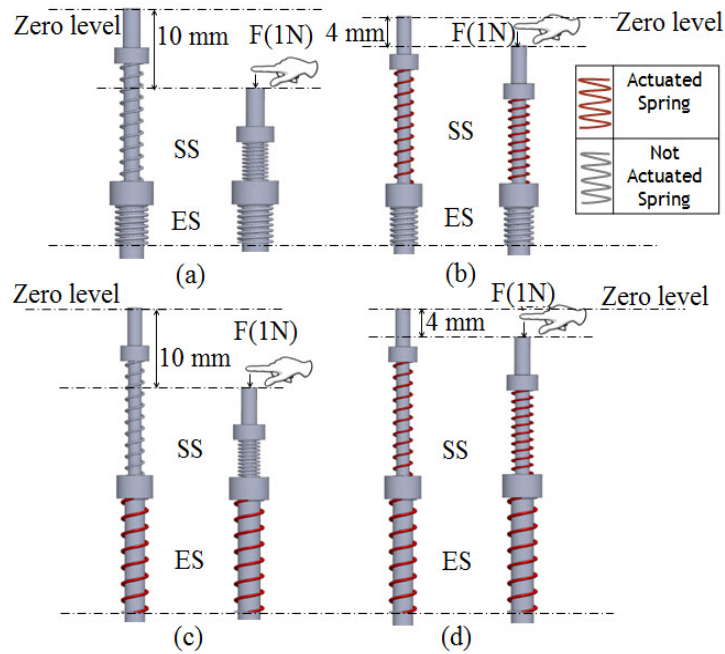 Zero level
10 mm
F(1N)
SS
ES
(a)
4 mm
F(1N)
Zero level
SS
ES
(b)
Actuated
Spring
Not
Actuated
Spring
Zero level
10 mm
F(1N)
SS
ES
(c)
F(1N)
Zero level
4 mm
SS
ES
(d)